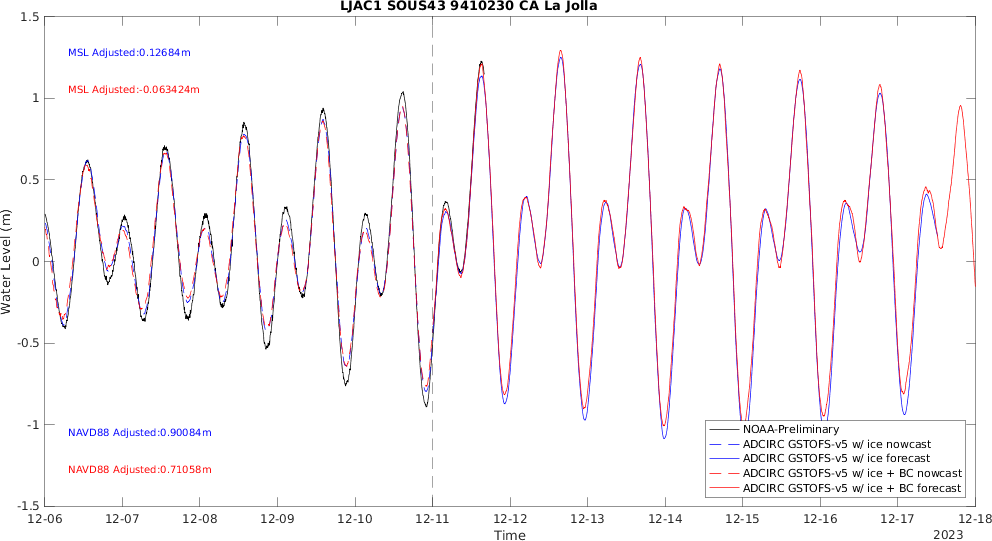 LJAC1 SOUS43 9410230 CA La Jolla
MSL Adjusted:0.12684m
MSL Adjusted:-0.063424m
NAVD88 Adjusted:0.90084m
NAVD88 Adjusted:0.71058m
Water Level (m)
1.5
1
0.5
0
-0.5
-1
-1.5
NOAA-Preliminary
ADCIRC GSTOFS-v5 w/ ice nowcast
ADCIRC GSTOFS-v5 w/ ice forecast
ADCIRC GSTOFS-v5 w/ ice + BC nowcast
ADCIRC GSTOFS-v5 w/ ice + BC forecast
12-06 12-07 12-08 12-09 12-10 12-11 12-12 12-13 12-14 12-15 12-16 12-17 12-18
Time
2023